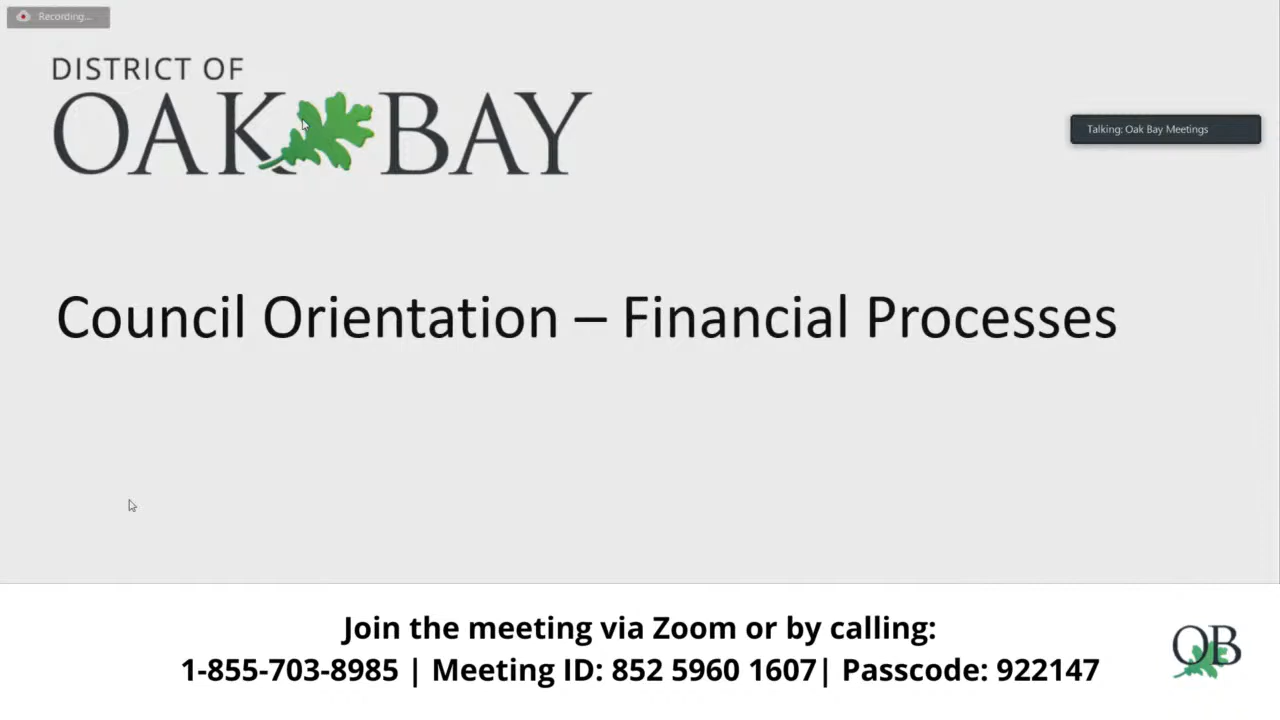 Recording...
DISTRICT OF
OAK BAY
Talking: Oak Bay Meetings
Council Orientation – Financial Processes
Join the meeting via Zoom or by calling:
1-855-703-8985 | Meeting ID: 852 5960 1607| Passcode: 922147
OB